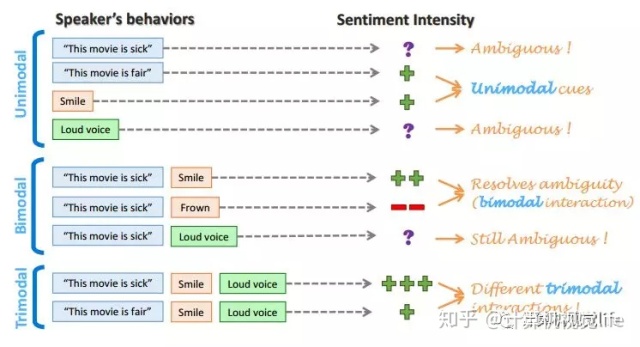 Speaker's behaviors
Sentiment Intensity
Unimodal
"This movie is sick"
?
Ambiguous !
"This movie is fair"
Smile
Unimodal cues
Loud voice
?
Ambiguous !
Bimodal
"This movie is sick" Smile
"This movie is sick" Frown
Resolves ambiguity
(bimodal interaction)
"This movie is sick" Loud voice
?
Still Ambiguous !
Trimodal
"This movie is sick" Smile Loud voice
"This movie is fair" Smile Loud voice
Different trimodal
interactions !
知乎 @计算机视觉life